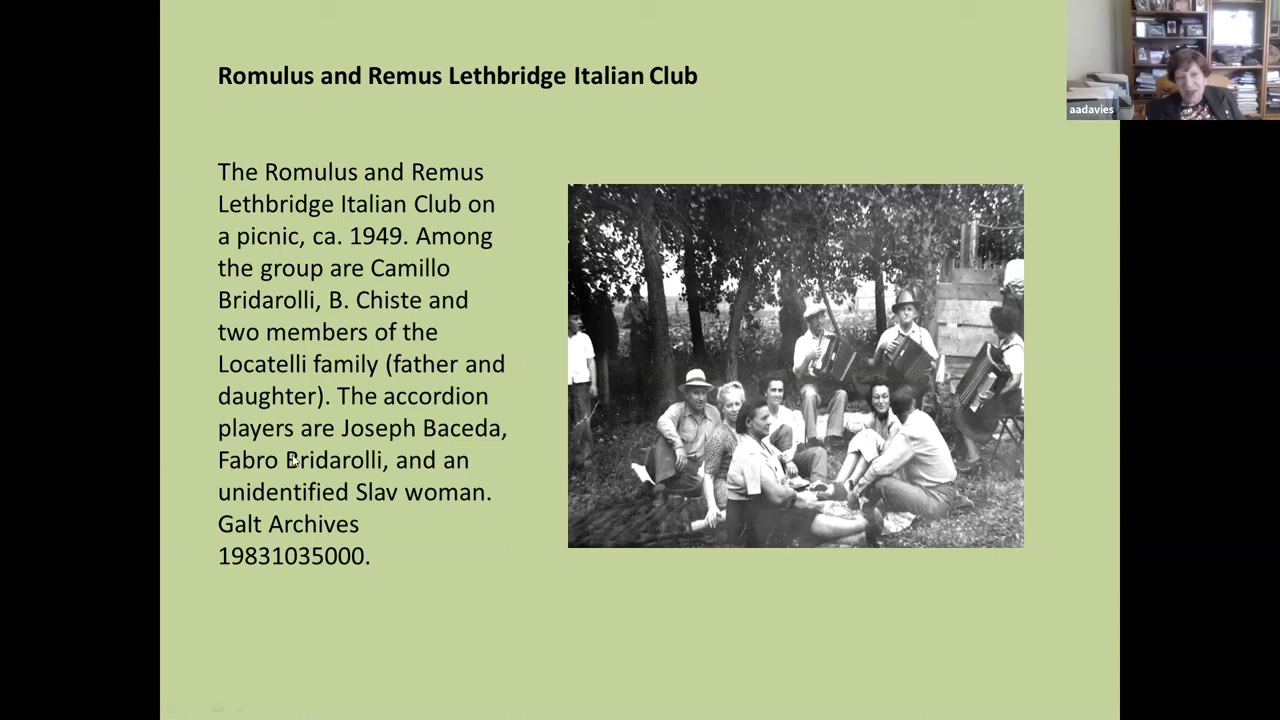 Romulus and Remus Lethbridge Italian Club
aadavies
The Romulus and Remus
Lethbridge Italian Club on
a picnic, ca. 1949. Among
the group are Camillo
Bridarolli, B. Chiste and
two members of the
Locatelli family (father and
daughter). The accordion
players are Joseph Baceda,
Fabro Bridarolli, and an
unidentified Slav woman.
Galt Archives
19831035000.